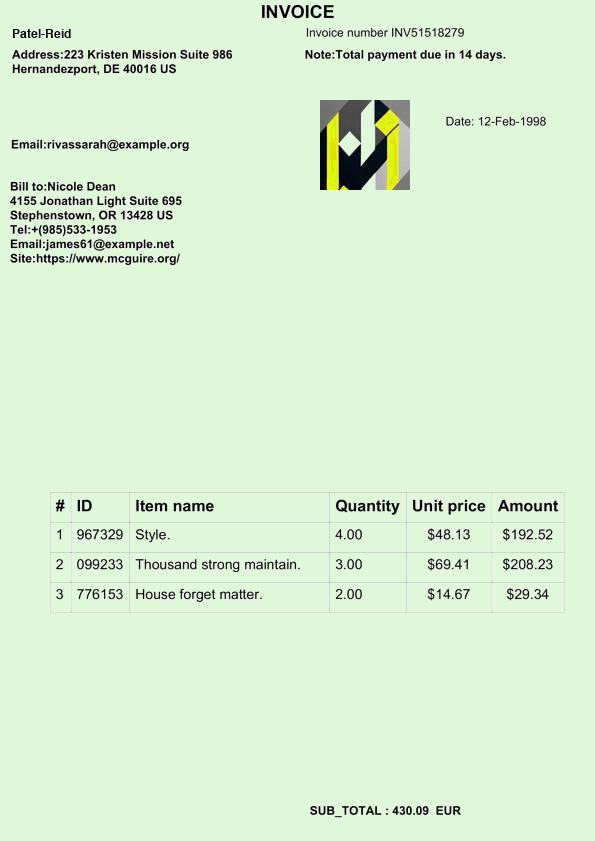 INVOICE
Patel-Reid
Invoice number INV51518279
Address:223 Kristen Mission Suite 986
Hernandezport, DE 40016 US
Note:Total payment due in 14 days.
Date: 12-Feb-1998
Email:rivassarah@example.org
Bill to:Nicole Dean
4155 Jonathan Light Suite 695
Stephenstown, OR 13428 US
Tel:+(985)533-1953
Email:james61@example.net
Site:https://www.mcguire.org/
# ID Item name Quantity Unit price Amount
1 967329 Style. 4.00 $48.13 $192.52
2 099233 Thousand strong maintain. 3.00 $69.41 $208.23
3 776153 House forget matter. 2.00 $14.67 $29.34
SUB_TOTAL : 430.09 EUR